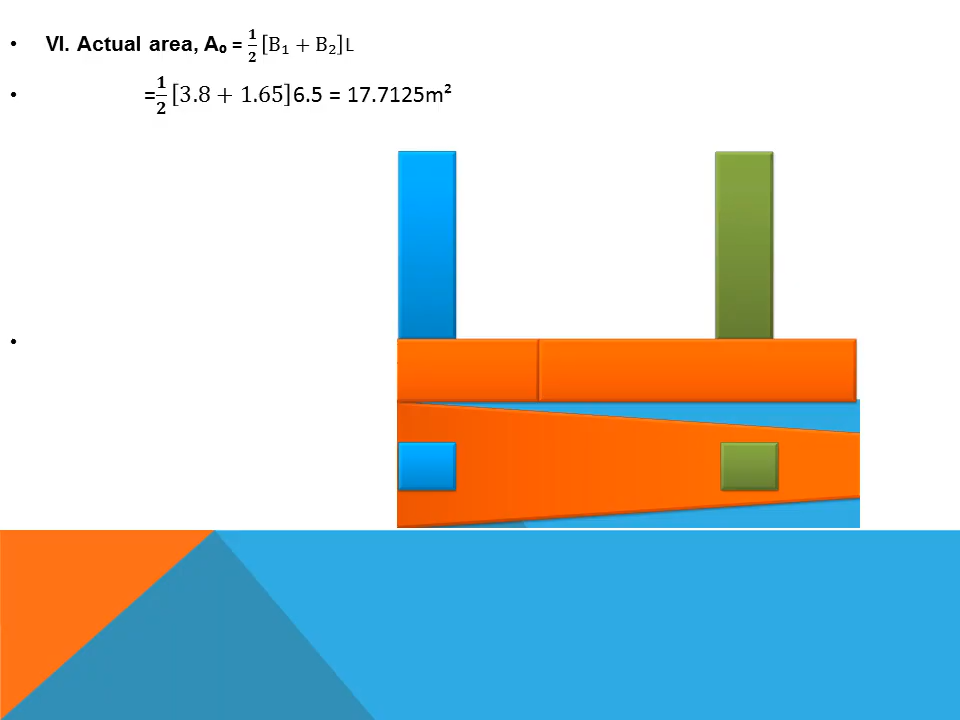 • VI. Actual area, A₀ = 1/2 [B₁ + B₂]L
• =1/2 [3.8 + 1.65]6.5 = 17.7125m²
•